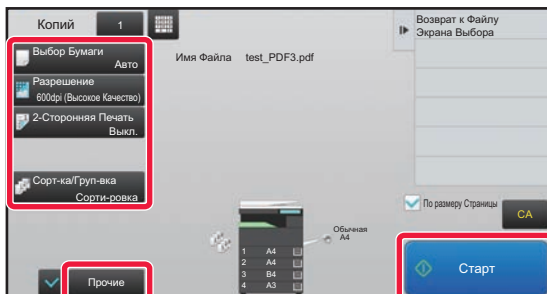 Копий 1
Возврат к Файлу
Экрана Выбора
Выбор Бумаги
Авто
Имя Файла test_PDF3.pdf
Разрешение
600dpi (Высокое Качество)
2-Сторонняя Печать
Выкл.
Сорт-ка/Груп-вка
Сорти-ровка
По размеру Страницы
CA
Обычная
A4
1 A4
2 A4
3 B4
4 A3
Прочие
Старт